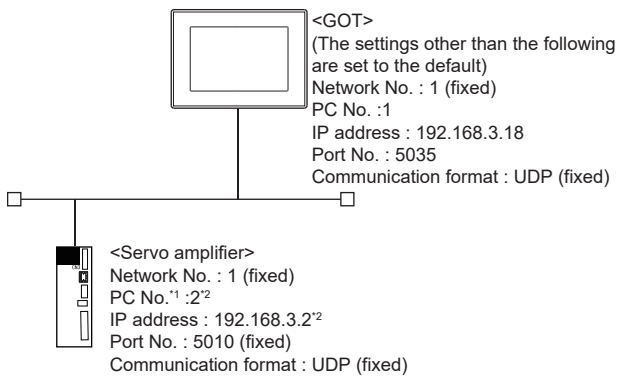 <GOT>
(The settings other than the following
are set to the default)
Network No. : 1 (fixed)
PC No. :1
IP address : 192.168.3.18
Port No. : 5035
Communication format : UDP (fixed)
<Servo amplifier>
Network No. : 1 (fixed)
PC No.*1 :2*2
IP address : 192.168.3.2*2
Port No. : 5010 (fixed)
Communication format : UDP (fixed)